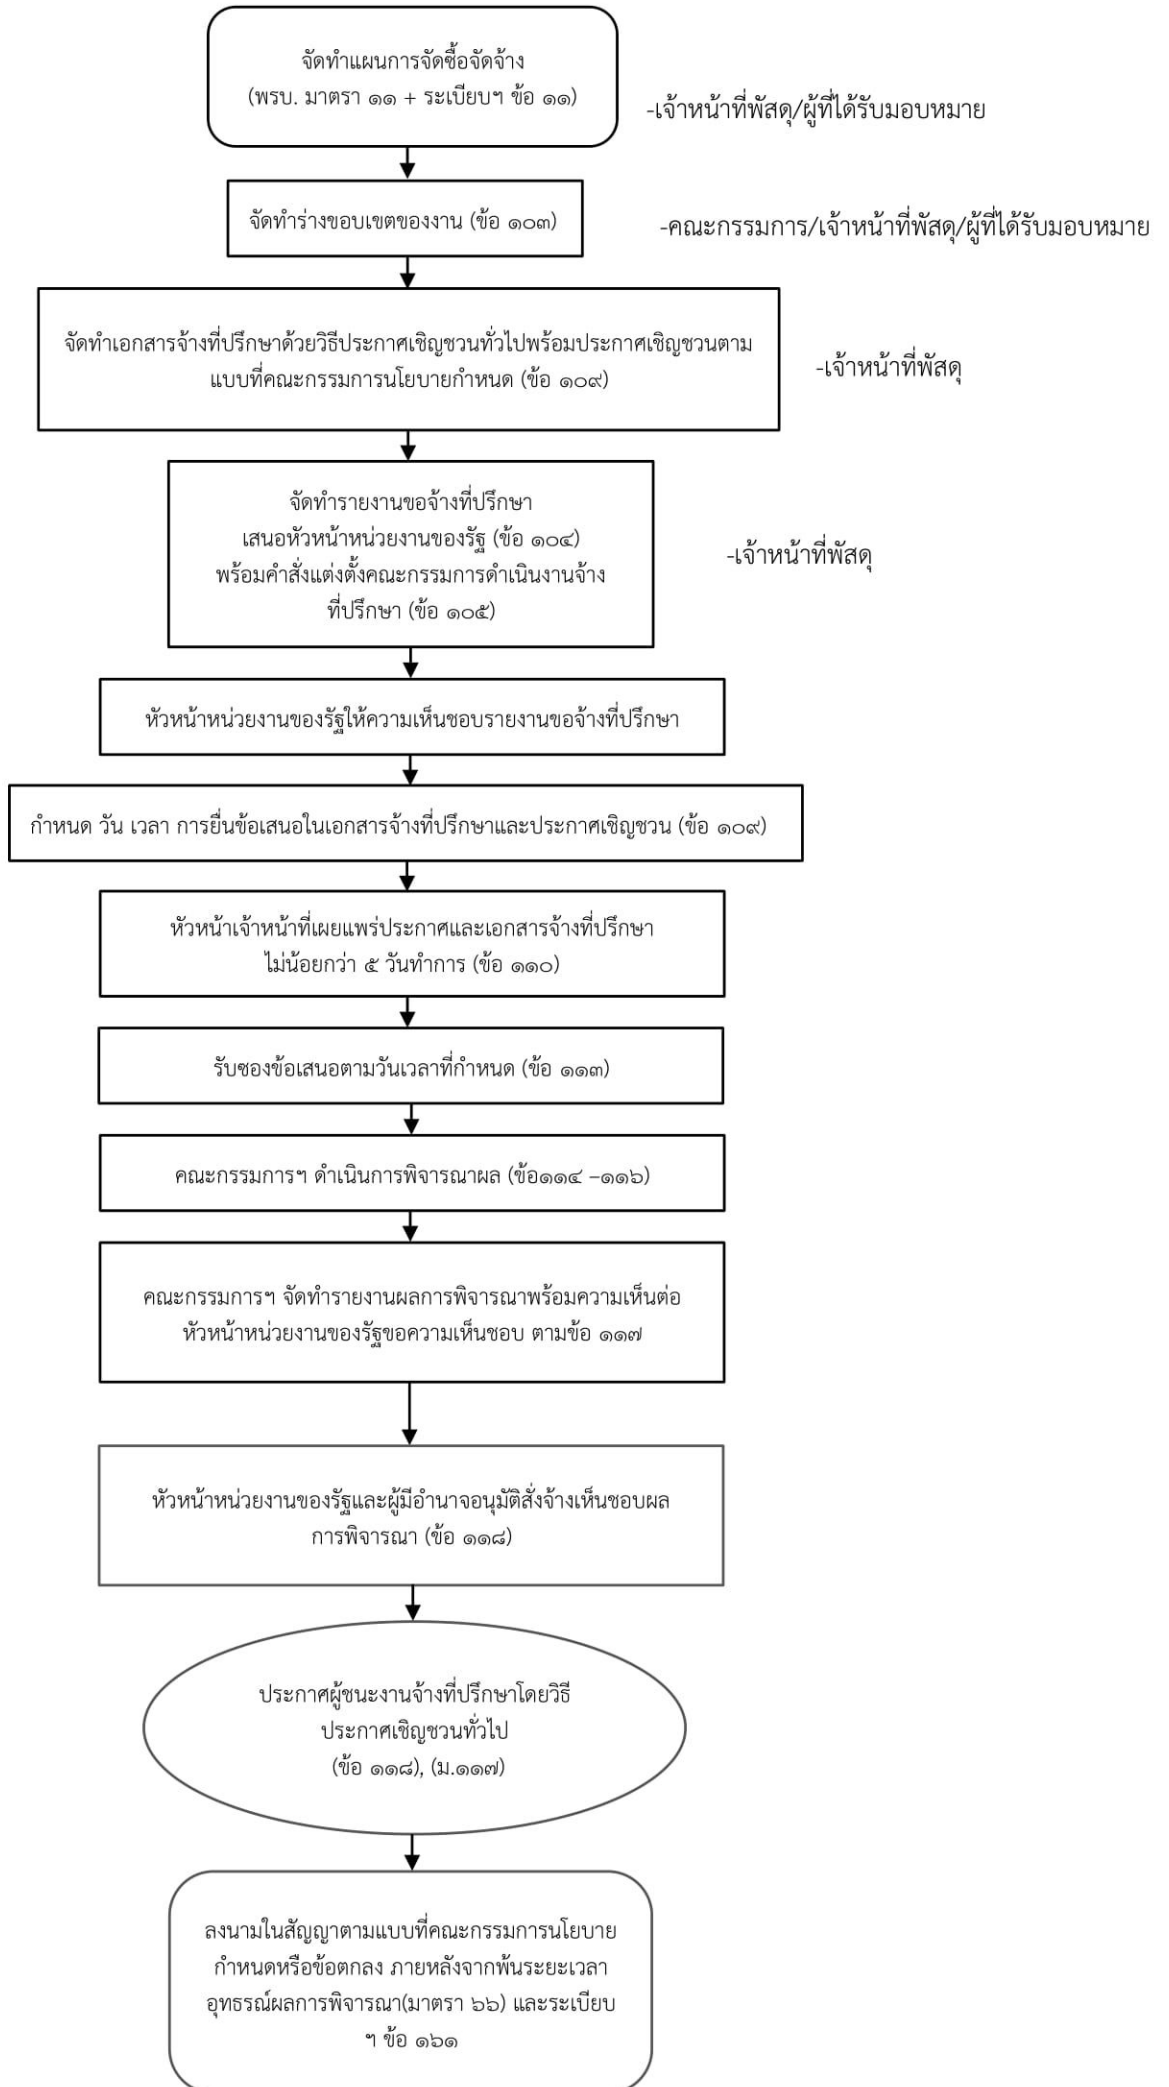 จัดทำแผนการจัดซื้อจัดจ้าง
(พรบ. มาตรา ๑๑ + ระเบียบฯ ข้อ ๑๑)
-เจ้าหน้าที่พัสดุ/ผู้ที่ได้รับมอบหมาย
จัดทำร่างขอบเขตของงาน (ข้อ ๑๐๓)
-คณะกรรมการ/เจ้าหน้าที่พัสดุ/ผู้ที่ได้รับมอบหมาย
จัดทำเอกสารจ้างที่ปรึกษาด้วยวิธีประกาศเชิญชวนทั่วไปพร้อมประกาศเชิญชวนตาม
แบบที่คณะกรรมการนโยบายกำหนด (ข้อ ๑๐๙)
-เจ้าหน้าที่พัสดุ
จัดทำรายงานขอจ้างที่ปรึกษา
เสนอหัวหน้าหน่วยงานของรัฐ (ข้อ ๑๐๔)
พร้อมคำสั่งแต่งตั้งคณะกรรมการดำเนินงานจ้าง
ที่ปรึกษา (ข้อ ๑๐๕)
-เจ้าหน้าที่พัสดุ
หัวหน้าหน่วยงานของรัฐให้ความเห็นชอบรายงานขอจ้างที่ปรึกษา
กำหนด วัน เวลา การยื่นข้อเสนอในเอกสารจ้างที่ปรึกษาและประกาศเชิญชวน (ข้อ ๑๐๙)
หัวหน้าเจ้าหน้าที่เผยแพร่ประกาศและเอกสารจ้างที่ปรึกษา
ไม่น้อยกว่า ๕ วันทำการ (ข้อ ๑๑๐)
รับซองข้อเสนอตามวันเวลาที่กำหนด (ข้อ ๑๑๓)
คณะกรรมการฯ ดำเนินการพิจารณาผล (ข้อ๑๑๔ –๑๑๖)
คณะกรรมการฯ จัดทำรายงานผลการพิจารณาพร้อมความเห็นต่อ
หัวหน้าหน่วยงานของรัฐขอความเห็นชอบ ตามข้อ ๑๑๗
หัวหน้าหน่วยงานของรัฐและผู้มีอำนาจอนุมัติสั่งจ้างเห็นชอบผล
การพิจารณา (ข้อ ๑๑๘)
ประกาศผู้ชนะงานจ้างที่ปรึกษาโดยวิธี
ประกาศเชิญชวนทั่วไป
(ข้อ ๑๑๘), (ม.๑๑๗)
ลงนามในสัญญาตามแบบที่คณะกรรมการนโยบาย
กำหนดหรือข้อตกลง ภายหลังจากพ้นระยะเวลา
อุทธรณ์ผลการพิจารณา(มาตรา ๖๖) และระเบียบ
ฯ ข้อ ๑๖๑